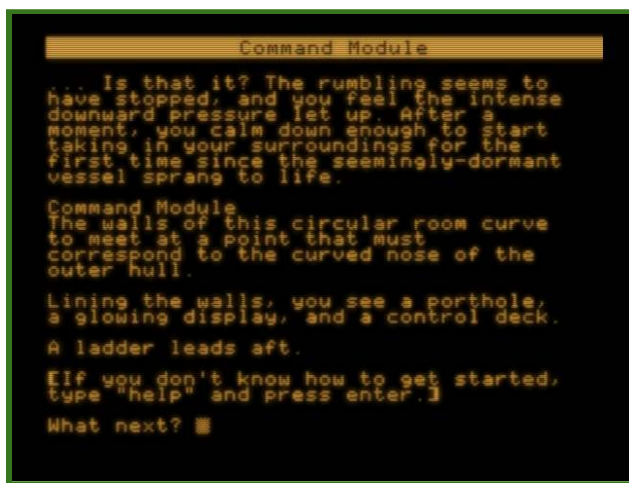 Command Module
... Is that it? The rumbling seems to
have stopped, and you feel the intense
downward pressure let up. After a
moment, you calm down enough to start
taking in your surroundings for the
first time since the seemingly-dormant
vessel sprang to life.
Command Module
The walls of this circular room curve
to meet at a point that must
correspond to the curved nose of the
outer hull.
Lining the walls, you see a porthole,
a glowing display, and a control deck.
A ladder leads aft.
[If you don't know how to get started,
type "help" and press enter.]
What next?